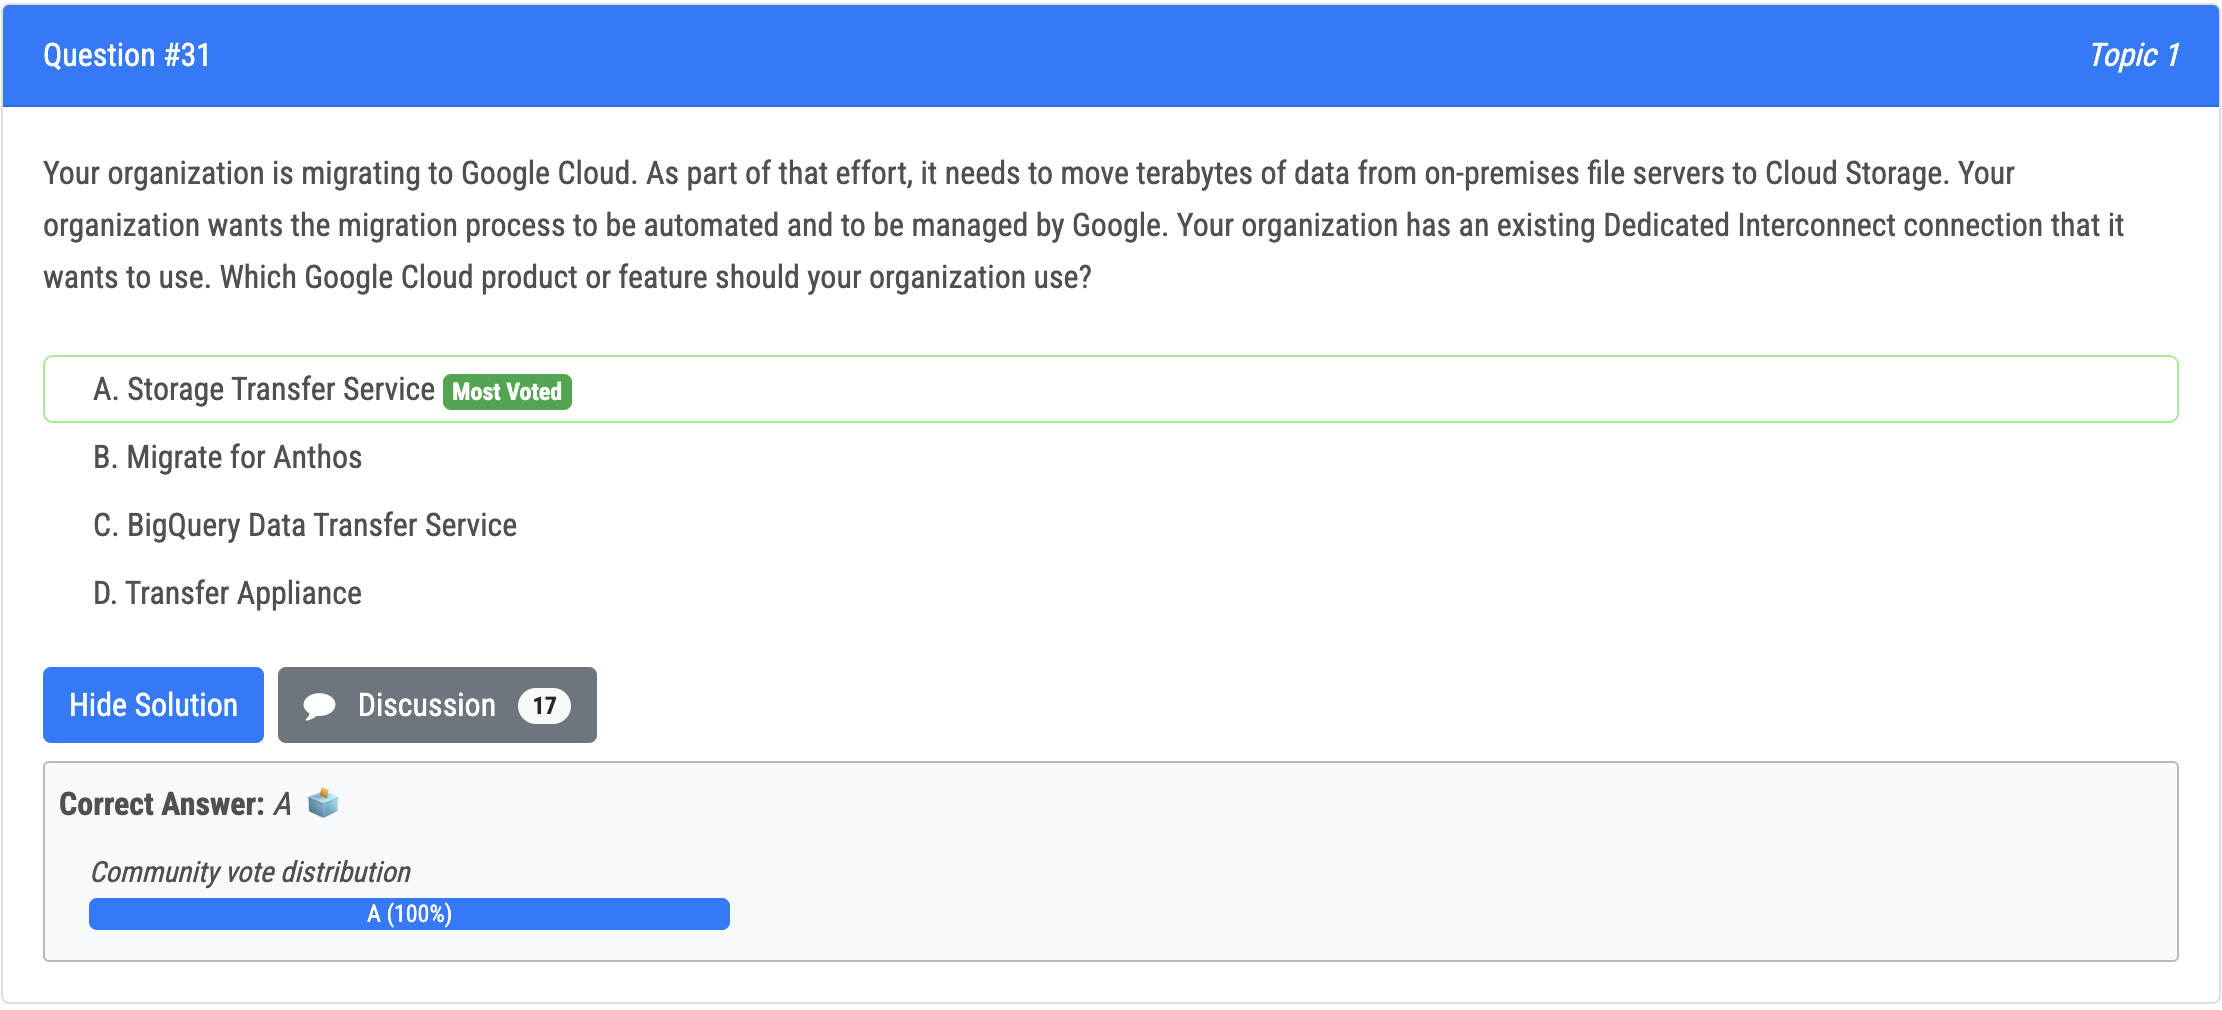 Question #31
Topic 1
Your organization is migrating to Google Cloud. As part of that effort, it needs to move terabytes of data from on-premises file servers to Cloud Storage. Your
organization wants the migration process to be automated and to be managed by Google. Your organization has an existing Dedicated Interconnect connection that it
wants to use. Which Google Cloud product or feature should your organization use?
A. Storage Transfer Service Most Voted
B. Migrate for Anthos
C. BigQuery Data Transfer Service
D. Transfer Appliance
Hide Solution
Discussion 17
Correct Answer: A
Community vote distribution
A (100%)